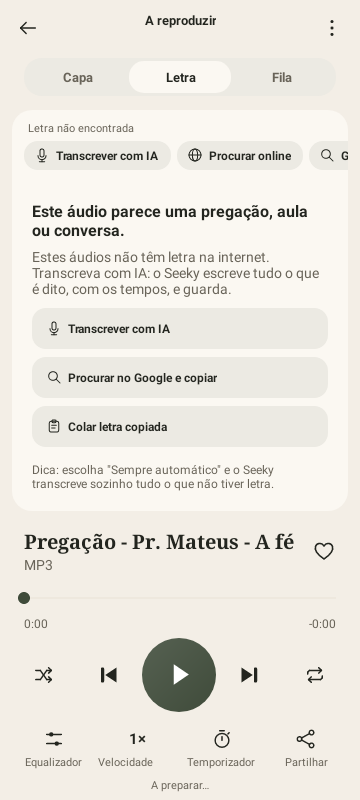 A reproduzir
Capa
Letra
Fila
Letra não encontrada
Transcrever com IA
Procurar online
G
Este áudio parece uma pregação, aula
ou conversa.
Estes áudios não têm letra na internet.
Transcreva com IA: o Seeky escreve tudo o que
é dito, com os tempos, e guarda.
Transcrever com IA
Procurar no Google e copiar
Colar letra copiada
Dica: escolha "Sempre automático" e o Seeky
transcreve sozinho tudo o que não tiver letra.
Pregação - Pr. Mateus - A fé
MP3
0:00
-0:00
1×
Equalizador
Velocidade
Temporizador
Partilhar
A preparar…